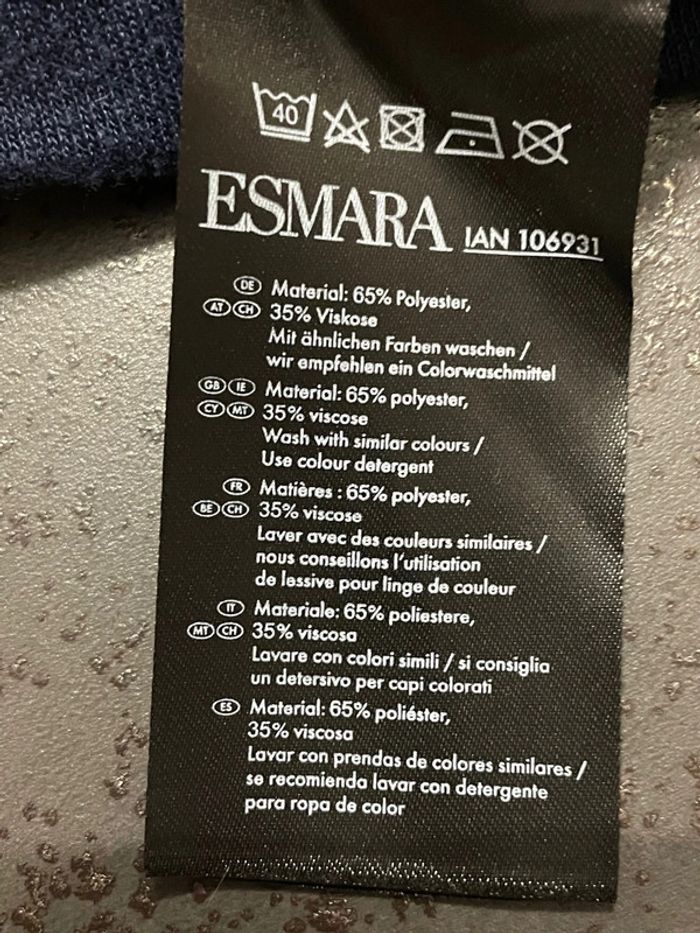 40
ESMARA IAN 106931
DE Material: 65% Polyester,
AT CH 35% Viskose
Mit ähnlichen Farben waschen /
wir empfehlen ein Colorwaschmittel
GB IE Material: 65% polyester,
CY MT 35% viscose
Wash with similar colours /
Use colour detergent
FR Matières : 65% polyester,
BE CH 35% viscose
Laver avec des couleurs similaires /
nous conseillons l'utilisation
de lessive pour linge de couleur
IT Materiale: 65% poliestere,
MT CH 35% viscosa
Lavare con colori simili / si consiglia
un detersivo per capi colorati
ES Material: 65% poliéster,
35% viscosa
Lavar con prendas de colores similares /
se recomienda lavar con detergente
para ropa de color